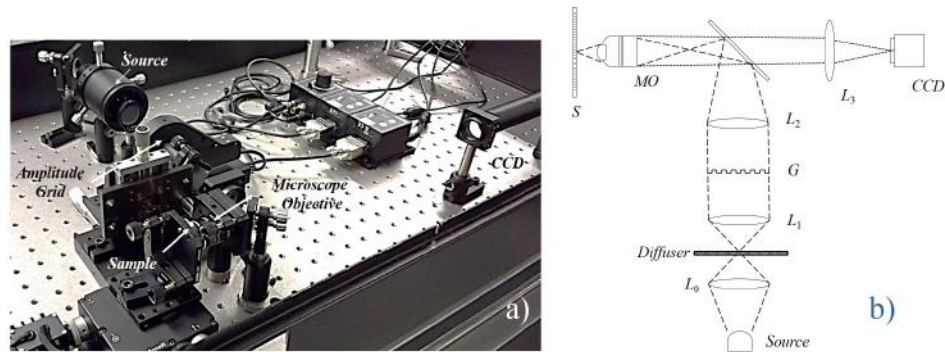 Source
Amplitude
Grid
CCD
Microscope
Objective
Sample
a)
S
MO
L3
CCD
L2
G
L1
Diffuser
L0
Source
b)